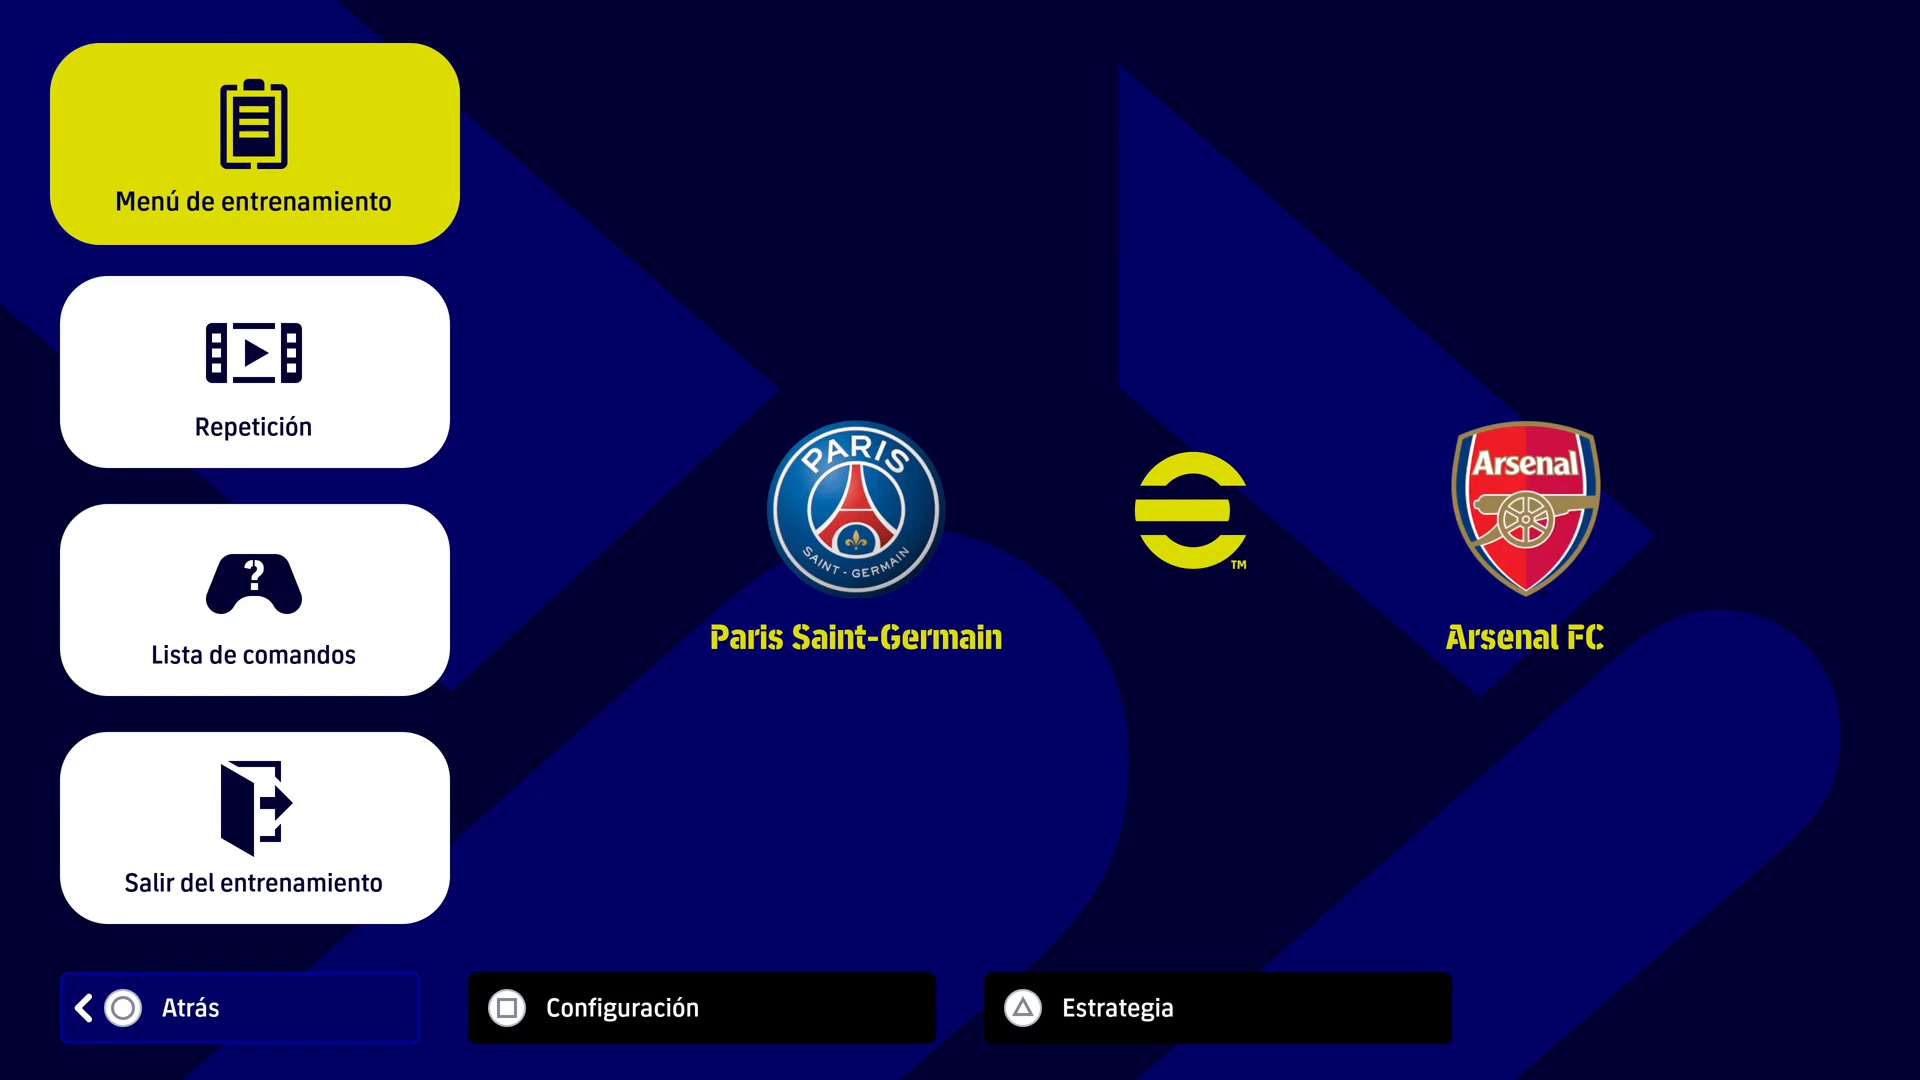 Menú de entrenamiento
Repetición
Lista de comandos
Salir del entrenamiento
PARIS
SAINT - GERMAIN
Paris Saint-Germain
TM
Arsenal
Arsenal FC
Atrás
Configuración
Estrategia